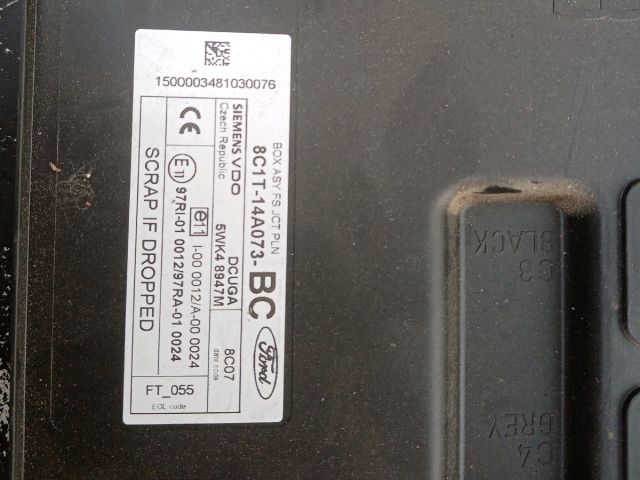 1500003481030076
BOX ASY FS JCT PLN
8C1T-14A073-BC
Ford
SIEMENS VDO
Czech Republic
DCUGA
5WK4 8947M
8C07
date code
CE
E11 97RI-01 0012/97RA-01 0024
e11 I-00 0012/A-00 0024
SCRAP IF DROPPED
FT_055
EOL code
C3
BLACK
C4
GREY